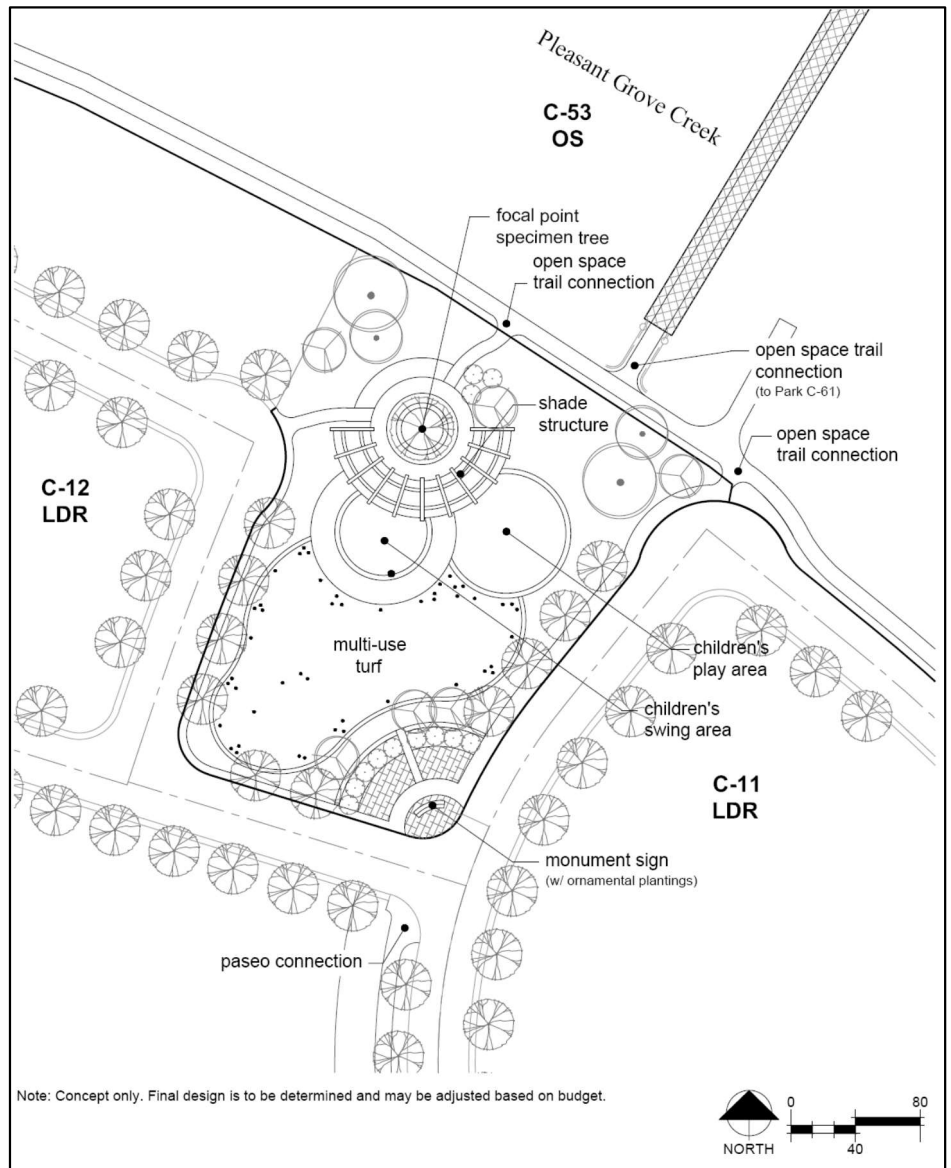 Pleasant Grove Creek
C-53
OS
focal point
specimen tree
open space
trail connection
open space trail
connection
(to Park C-61)
shade
structure
open space
trail connection
C-12
LDR
multi-use
turf
children's
play area
children's
swing area
C-11
LDR
monument sign
(w/ ornamental plantings)
paseo connection
Note: Concept only. Final design is to be determined and may be adjusted based on budget.
NORTH
0
80
40